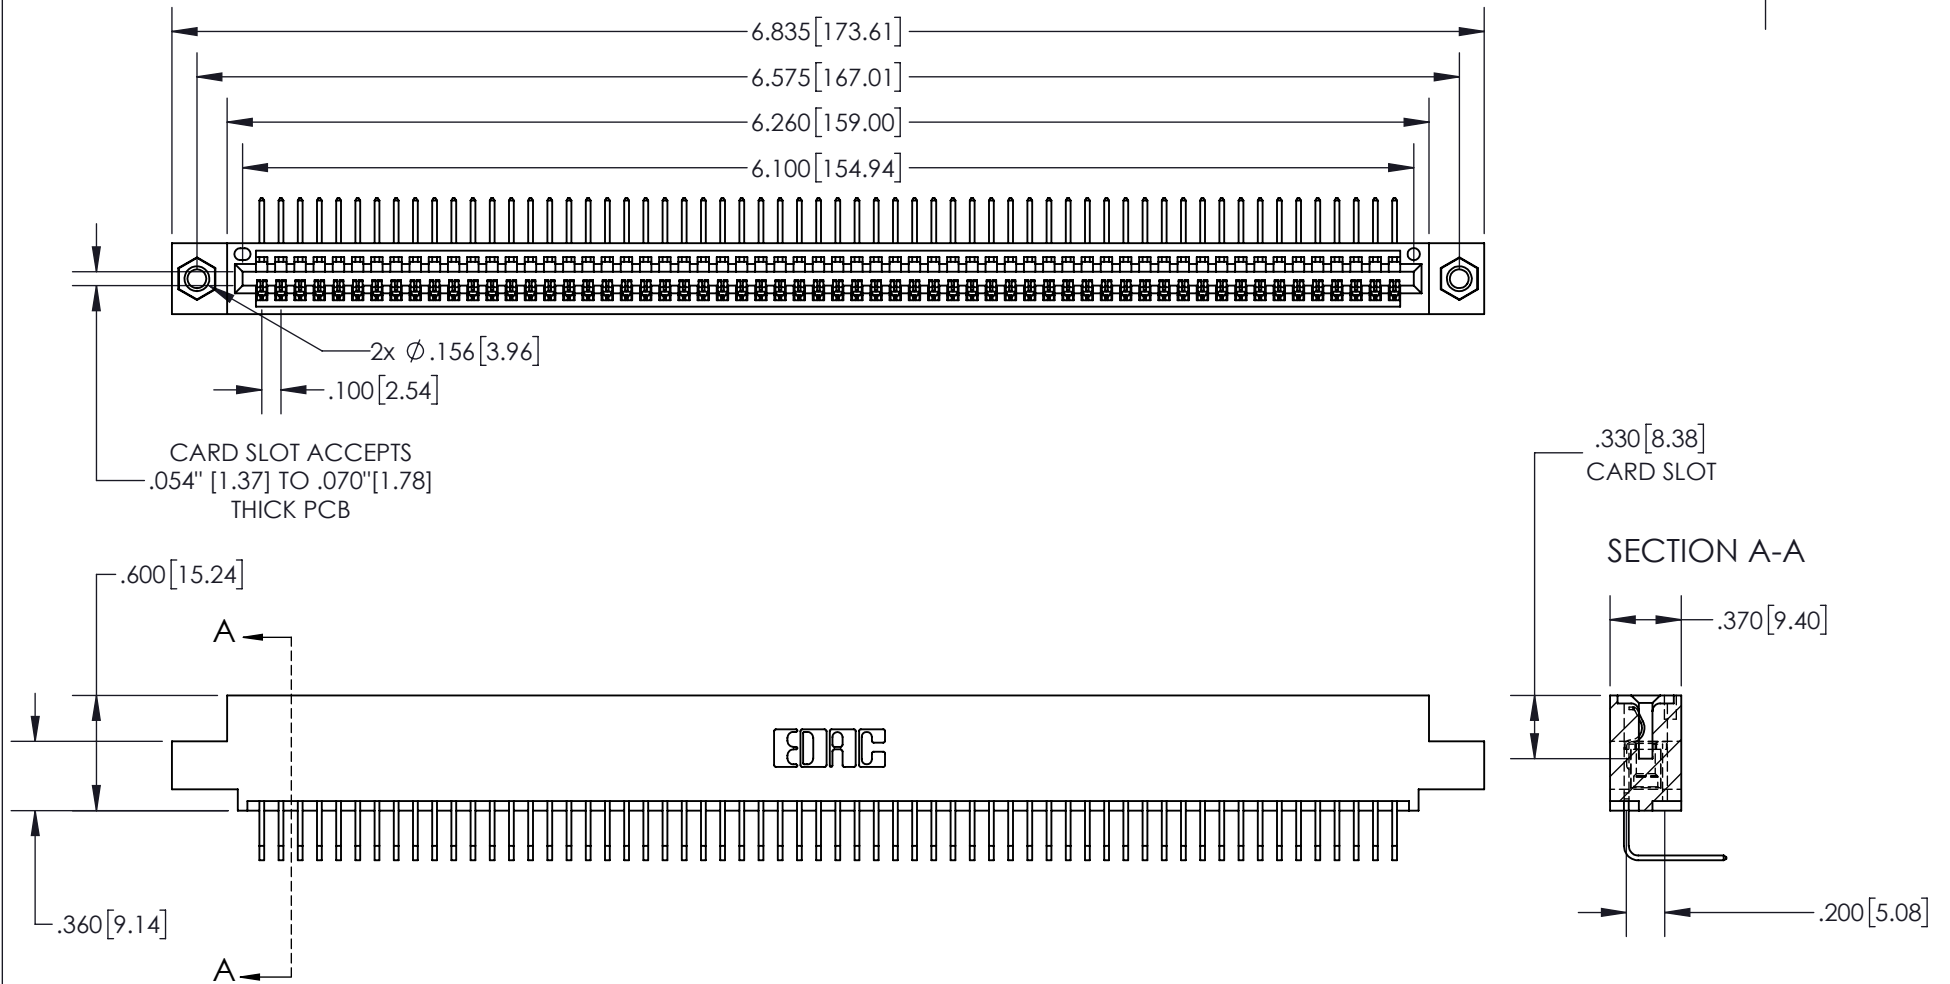 6.835[173.61]
6.575[167.01]
6.260[159.00]
6.100[154.94]
2x Ø.156[3.96]
.100[2.54]
CARD SLOT ACCEPTS
.054" [1.37] TO .070"[1.78]
THICK PCB
.330[8.38]
CARD SLOT
SECTION A-A
.600[15.24]
.370[9.40]
A
EDAC
.360[9.14]
.200[5.08]
A